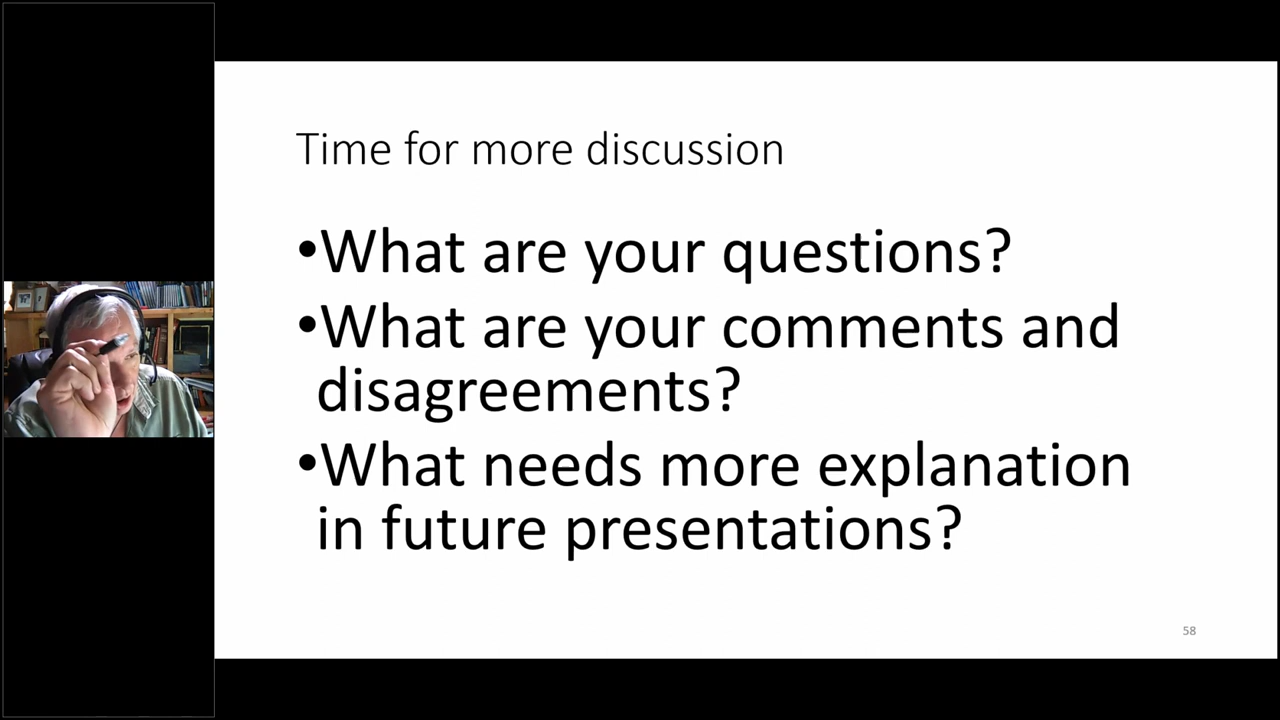 Time for more discussion
•What are your questions?
•What are your comments and
disagreements?
•What needs more explanation
in future presentations?
58